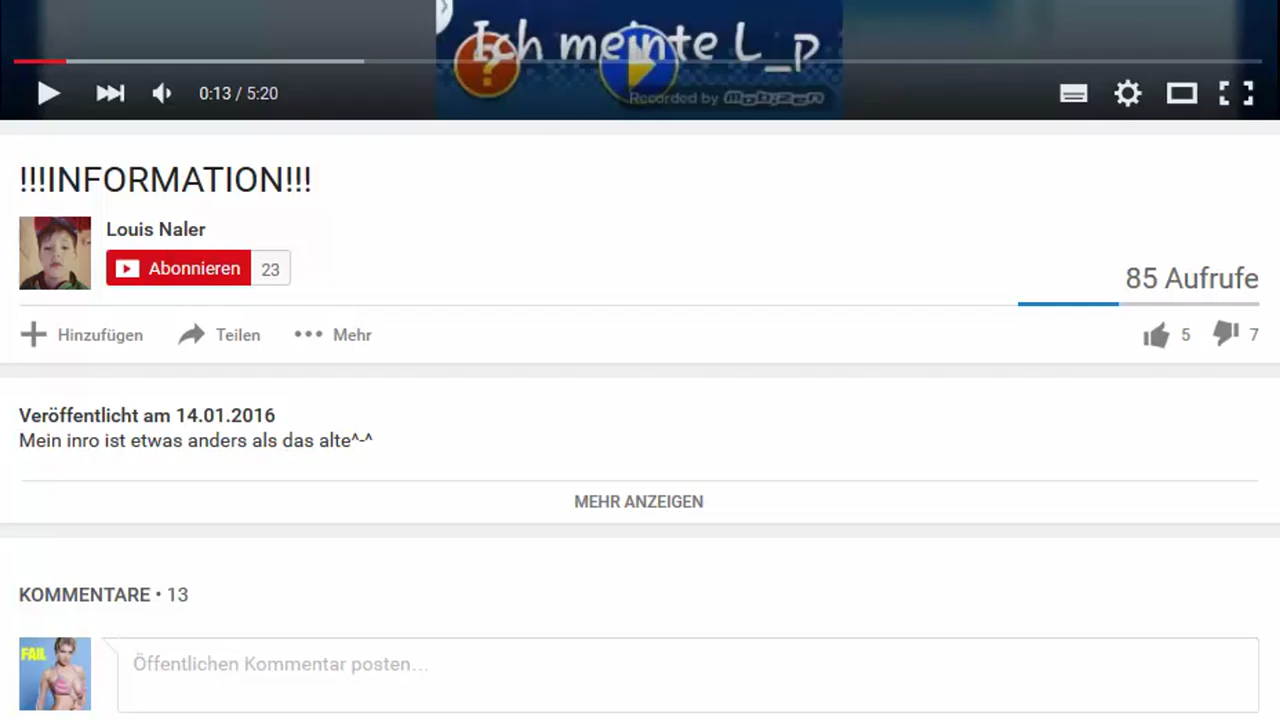 Ich meinte L_p
Recorded by Mobizen
0:13 / 5:20
!!!INFORMATION!!!
Louis Naler
Abonnieren 23
85 Aufrufe
Hinzufügen Teilen Mehr 5 7
Veröffentlicht am 14.01.2016
Mein inro ist etwas anders als das alte^-^
MEHR ANZEIGEN
KOMMENTARE • 13
FAIL
Öffentlichen Kommentar posten...